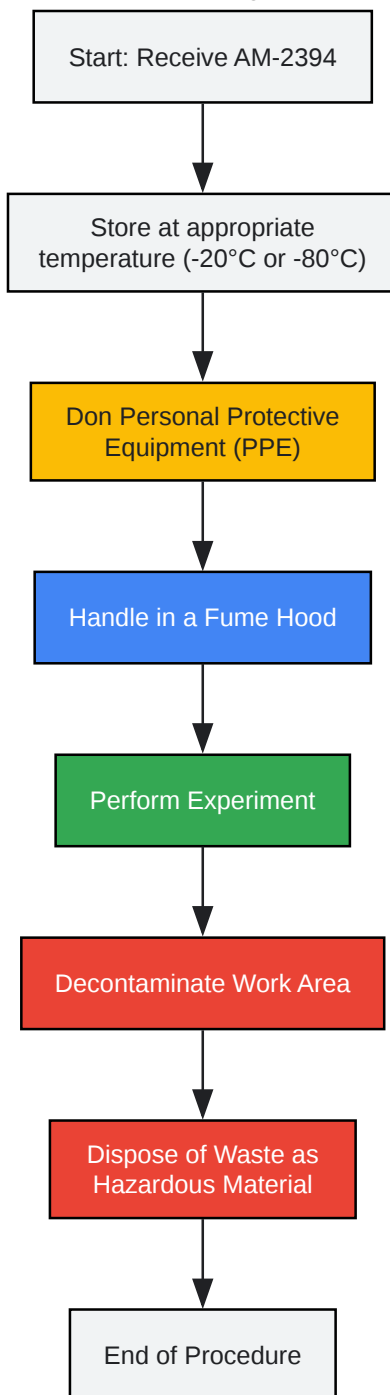 Start: Receive AM-2394
Store at appropriate
temperature (-20°C or -80°C)
Don Personal Protective
Equipment (PPE)
Handle in a Fume Hood
Perform Experiment
Decontaminate Work Area
Dispose of Waste as
Hazardous Material
End of Procedure